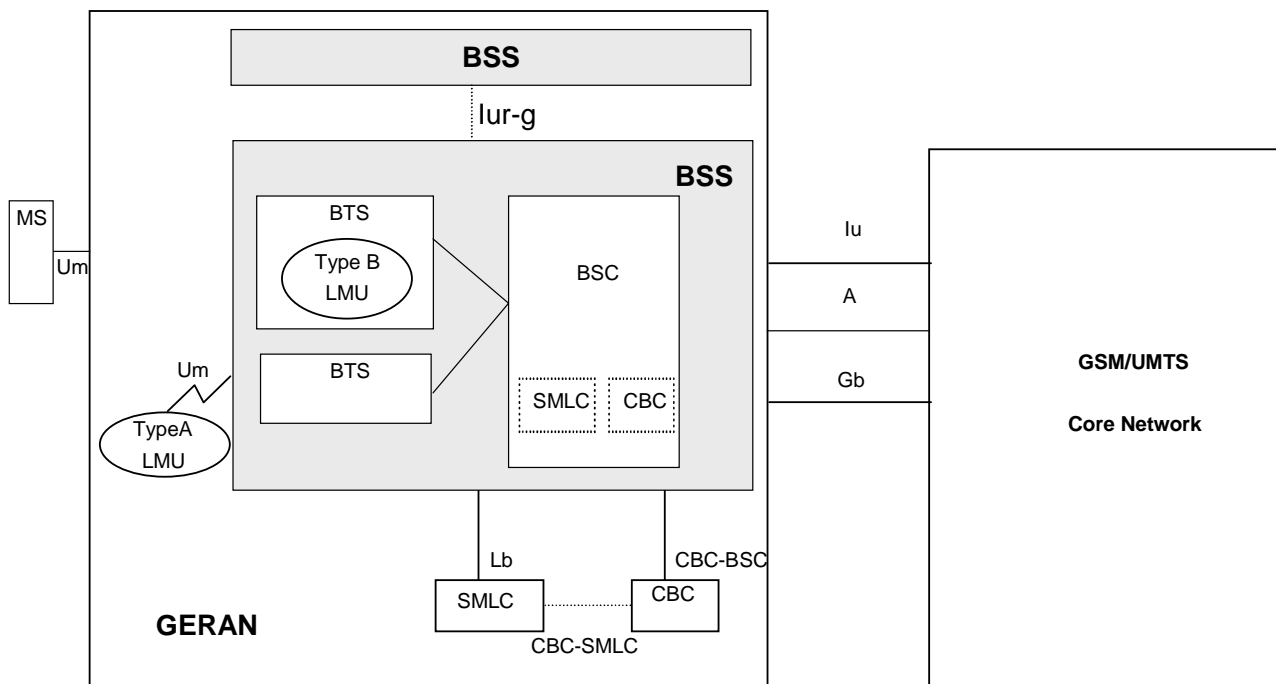 BSS
Iur-g
BSS
MS
Um
BTS
Type B
LMU
BSC
Iu
A
Gb
BTS
Um
SMLC
CBC
TypeA
LMU
GSM/UMTS
Core Network
Lb
CBC-BSC
SMLC
CBC
CBC-SMLC
GERAN